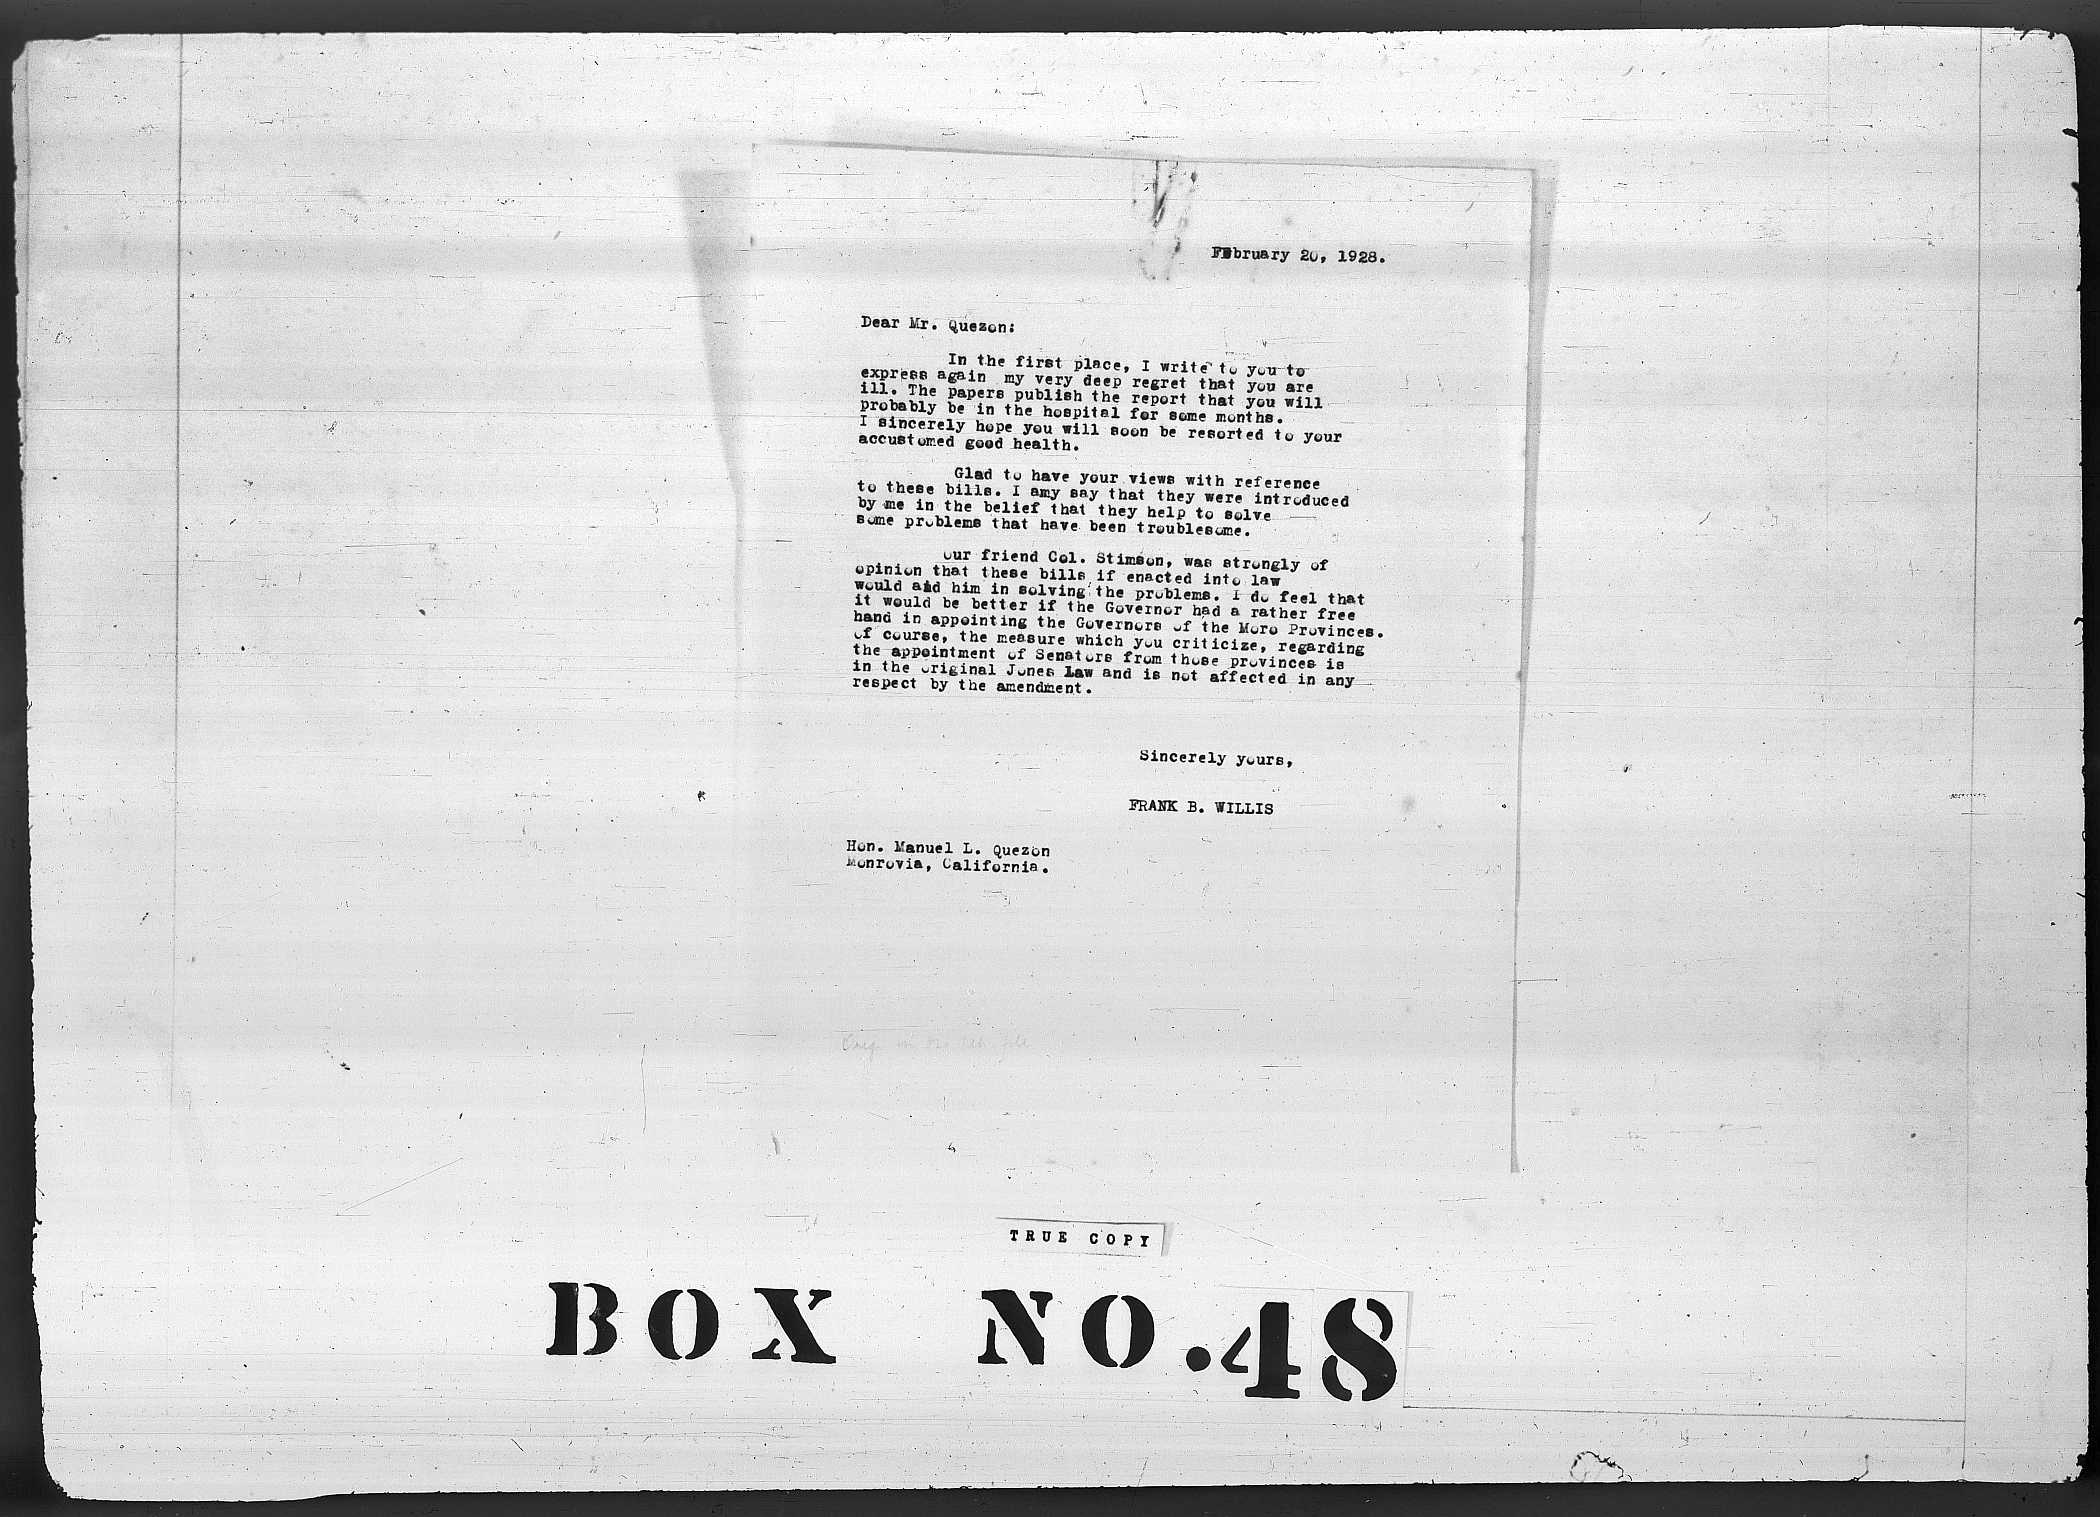 February 20, 1928.
Dear Mr. Quezon:
In the first place, I write to you to
express again my very deep regret that you are
ill. The papers publish the report that you will
probably be in the hospital for some months.
I sincerely hope you will soon be resorted to your
accustomed good health.
Glad to have your views with reference
to these bills. I amy say that they were introduced
by me in the belief that they help to solve
some problems that have been troublesome.
Our friend Col. Stimson, was strongly of
opinion that these bills, if enacted into law
would aid him in solving the problems. I do feel that
it would be better if the Governor had a rather free
hand in appointing the Governors of the Moro Provinces.
Of course, the measure which you criticize, regarding
the appointment of Senators from those provinces is
in the original Jones Law and is not affected in any
respect by the amendment.
Sincerely yours,
FRANK B. WILLIS
Hon. Manuel L. Quezon
Monrovia, California.
TRUE COPY
BOX NO.48